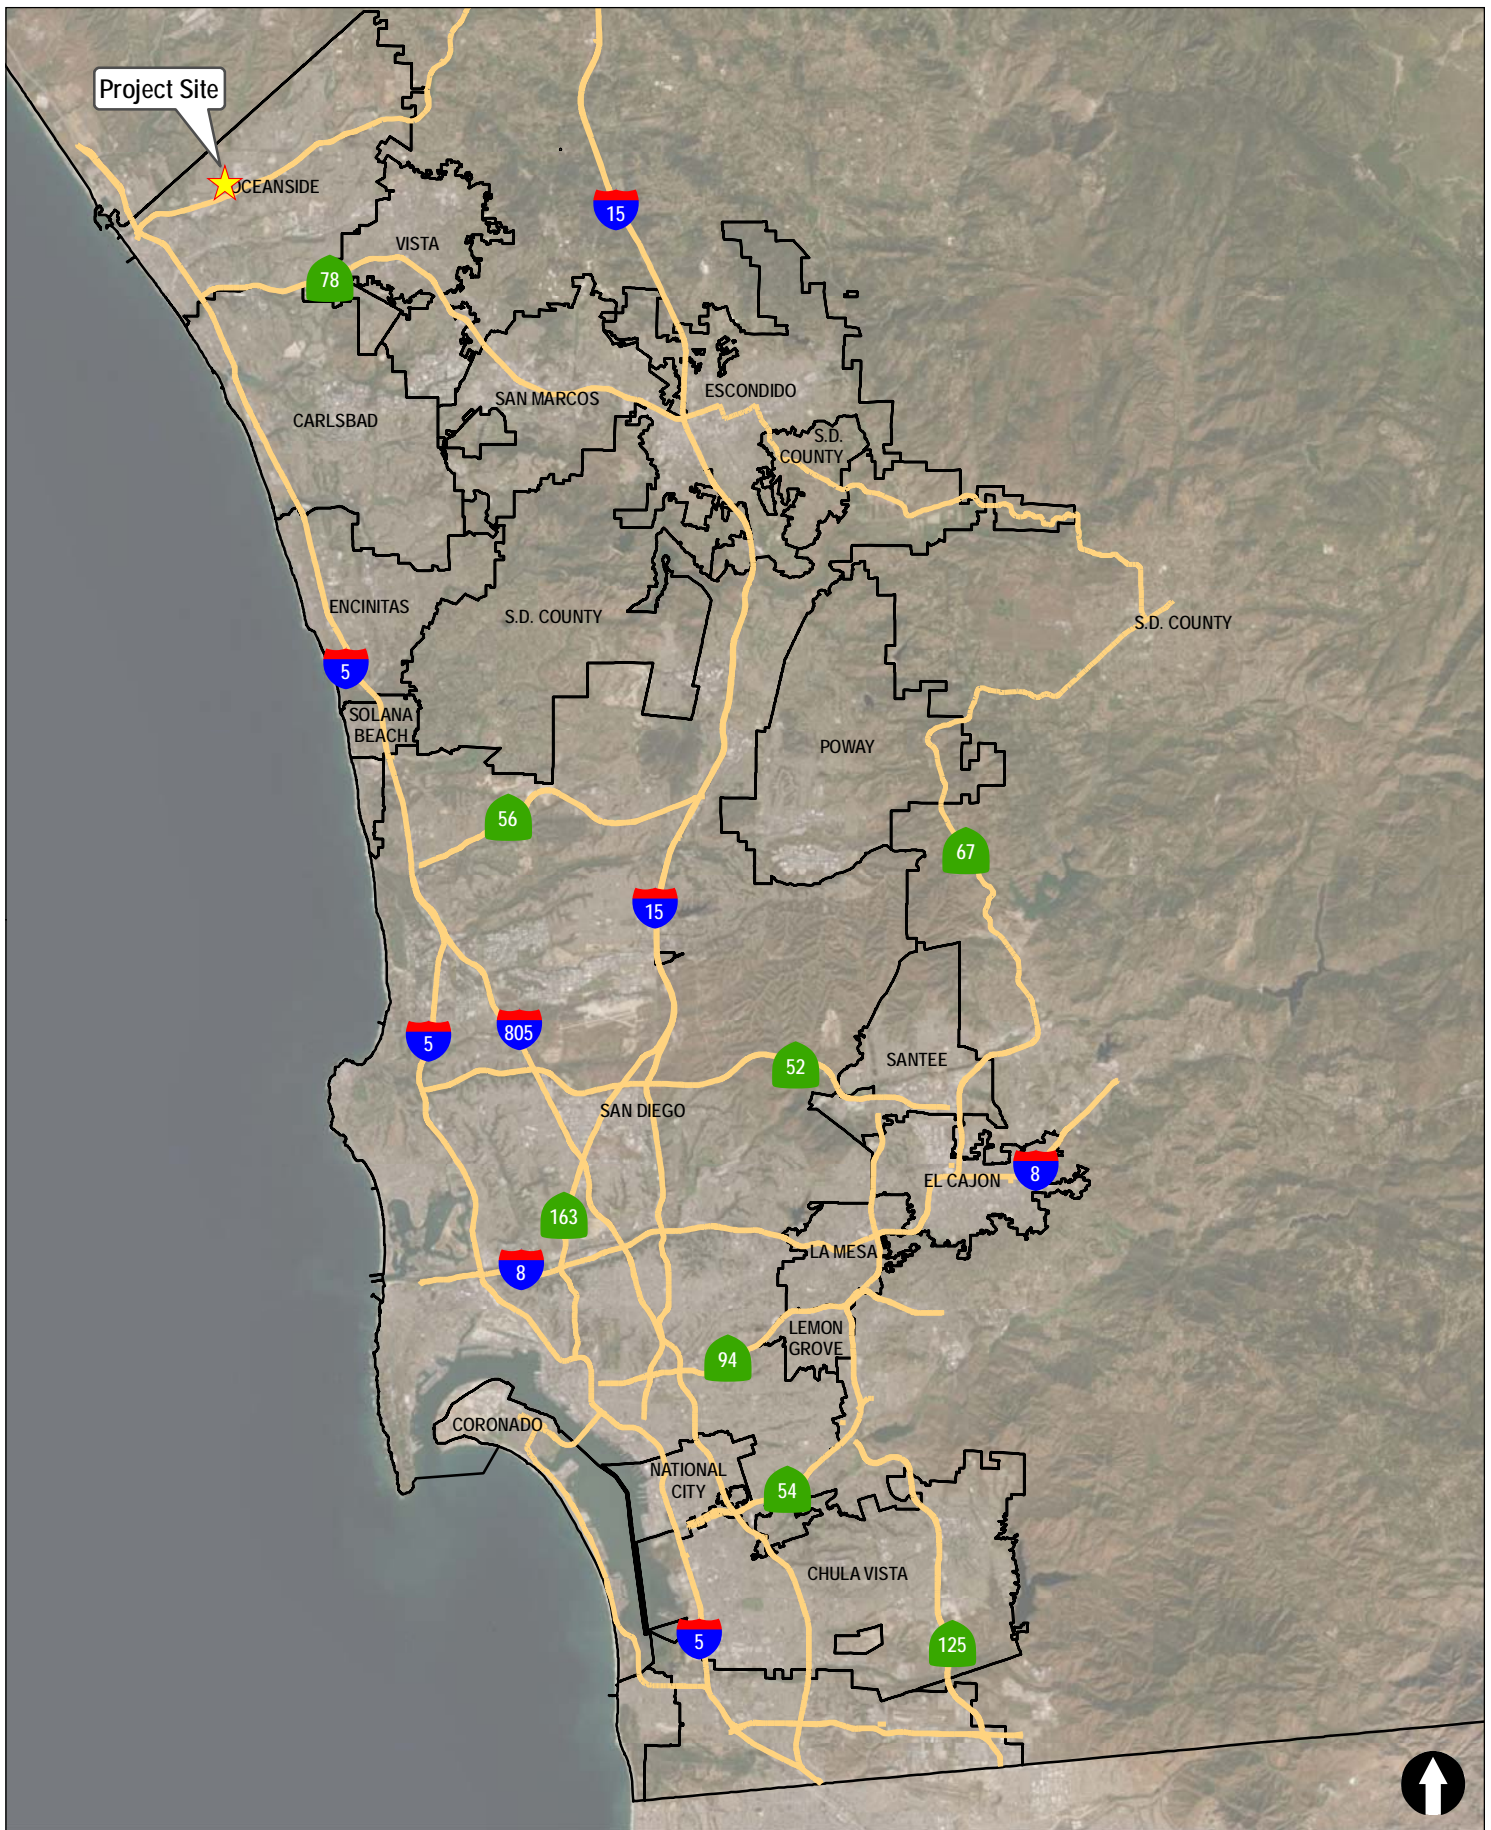 Project Site
OCEANSIDE
15
VISTA
78
ESCONDIDO
SAN MARCOS
CARLSBAD
S.D.
COUNTY
ENCINITAS
S.D. COUNTY
S.D. COUNTY
5
SOLANA
BEACH
POWAY
56
67
15
5
805
SANTEE
52
SAN DIEGO
8
EL CAJON
163
LA MESA
8
LEMON
GROVE
94
CORONADO
NATIONAL
CITY
54
CHULA VISTA
5
125